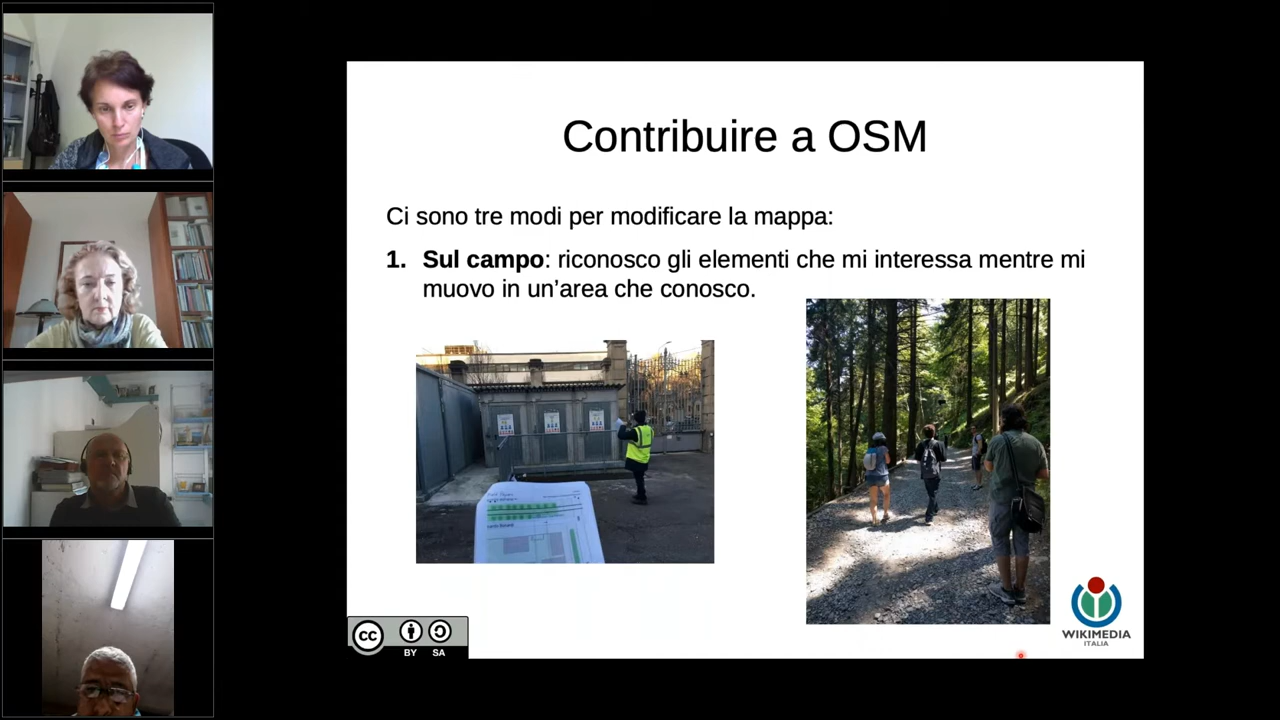 Contribuire a OSM
Ci sono tre modi per modificare la mappa:
1. Sul campo: riconosco gli elementi che mi interessa mentre mi
muovo in un’area che conosco.
cc
BY SA
WIKIMEDIA
ITALIA